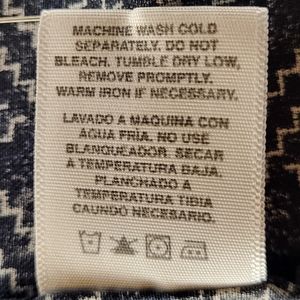 MACHINE WASH COLD
SEPARATELY. DO NOT
BLEACH. TUMBLE DRY LOW,
REMOVE PROMPTLY.
WARM IRON IF NECESSARY.
LAVADO A MAQUINA CON
AGUA FRIA. NO USE
BLANQUEADOR. SECAR
A TEMPERATURA BAJA.
PLANCHADO A
TEMPERATURA TIBIA
CAUNDO NECESARIO.